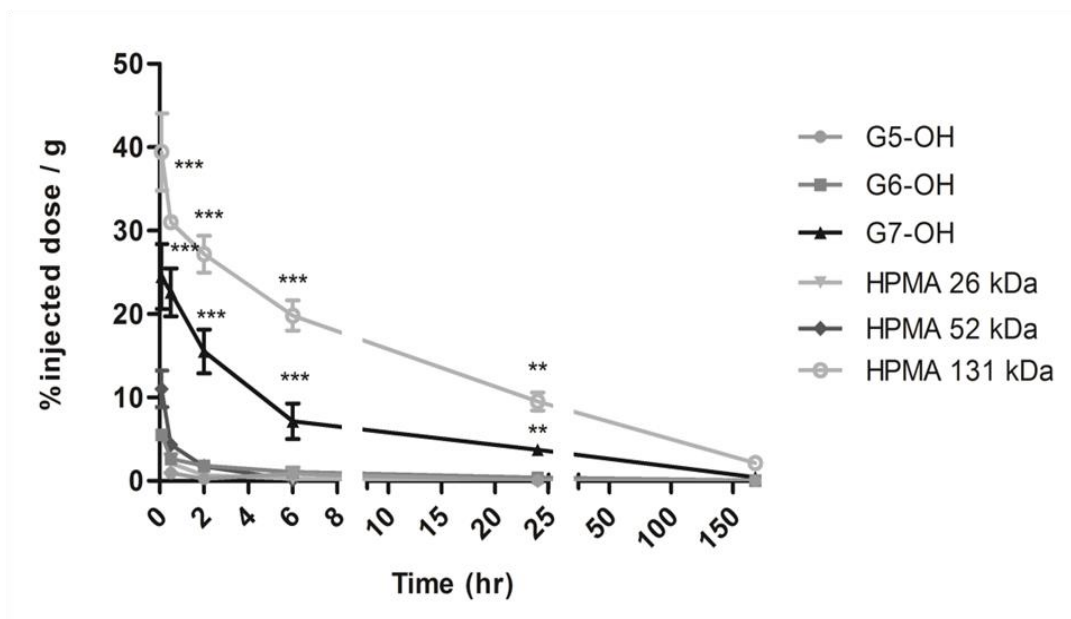 % injected dose / g
50
40
30
20
10
0
***
***
***
***
***
***
**
**
0 2 4 6 8 10 15 20 25 50 100 150
Time (hr)
G5-OH
G6-OH
G7-OH
HPMA 26 kDa
HPMA 52 kDa
HPMA 131 kDa